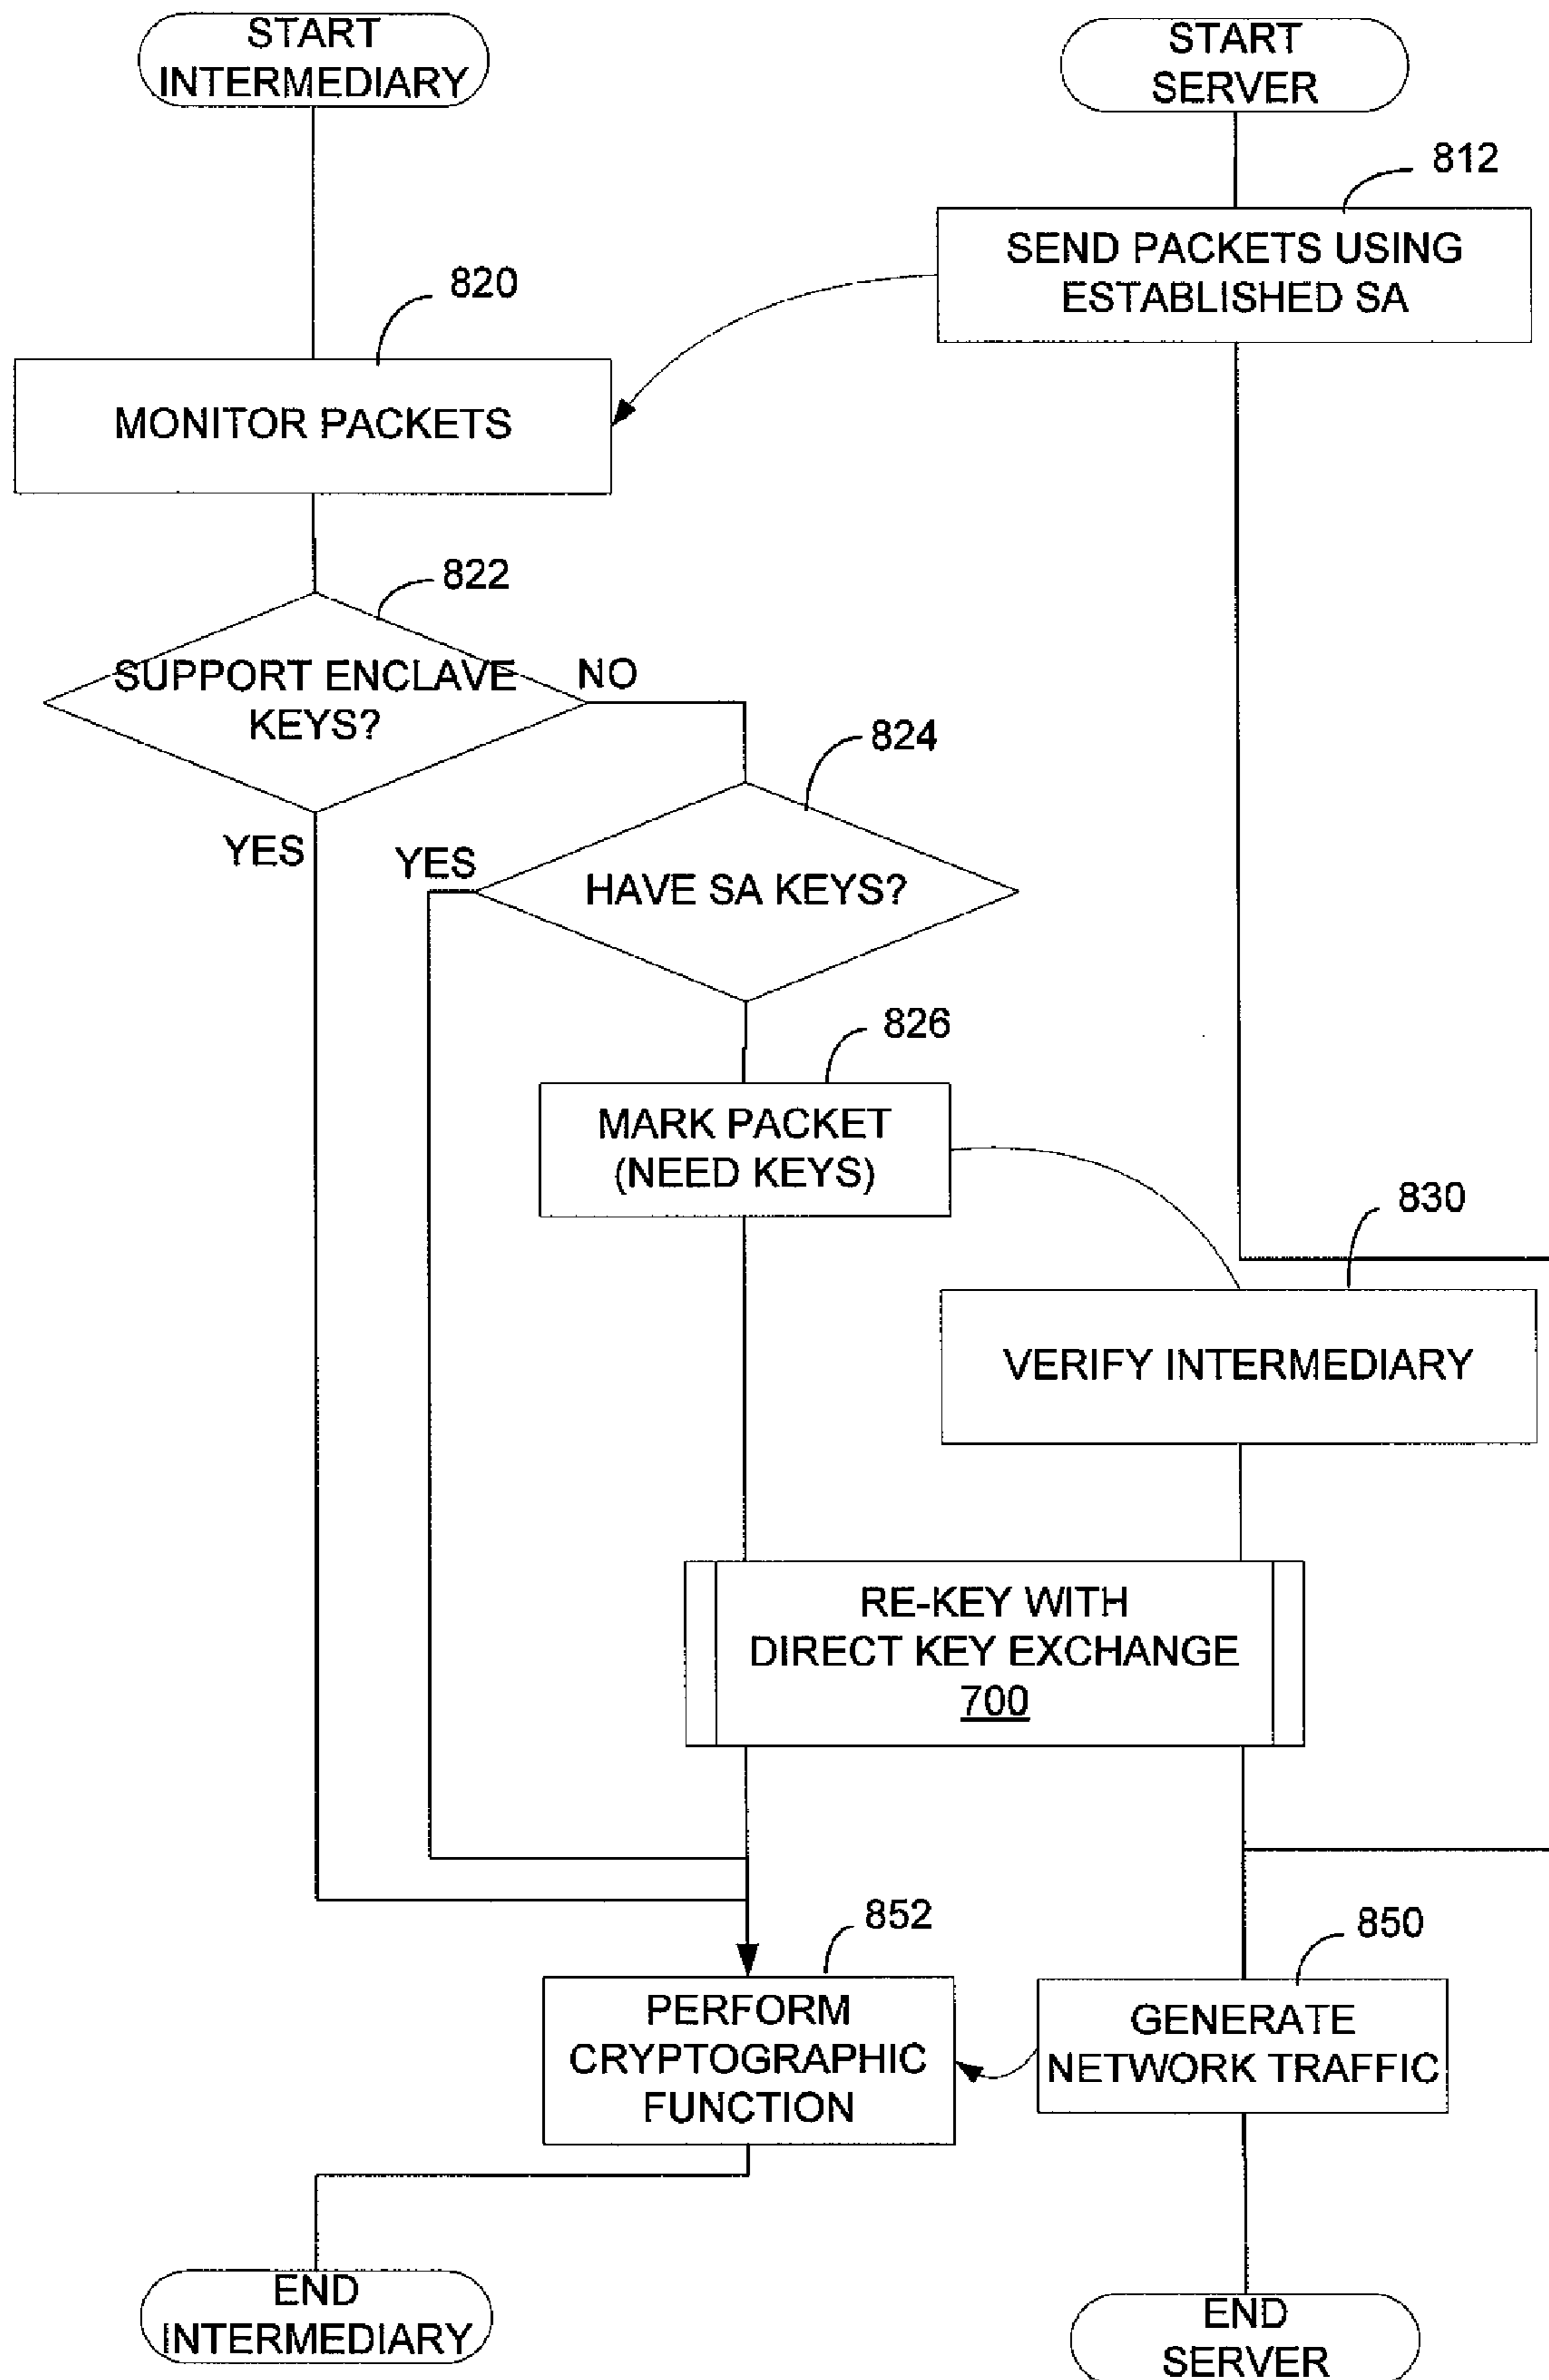 START
INTERMEDIARY
START
SERVER
812
SEND PACKETS USING
ESTABLISHED SA
820
MONITOR PACKETS
822
SUPPORT ENCLAVE
KEYS?
NO
824
YES
YES
HAVE SA KEYS?
826
MARK PACKET
(NEED KEYS)
830
VERIFY INTERMEDIARY
RE-KEY WITH
DIRECT KEY EXCHANGE
700
852
850
PERFORM
CRYPTOGRAPHIC
FUNCTION
GENERATE
NETWORK TRAFFIC
END
INTERMEDIARY
END
SERVER